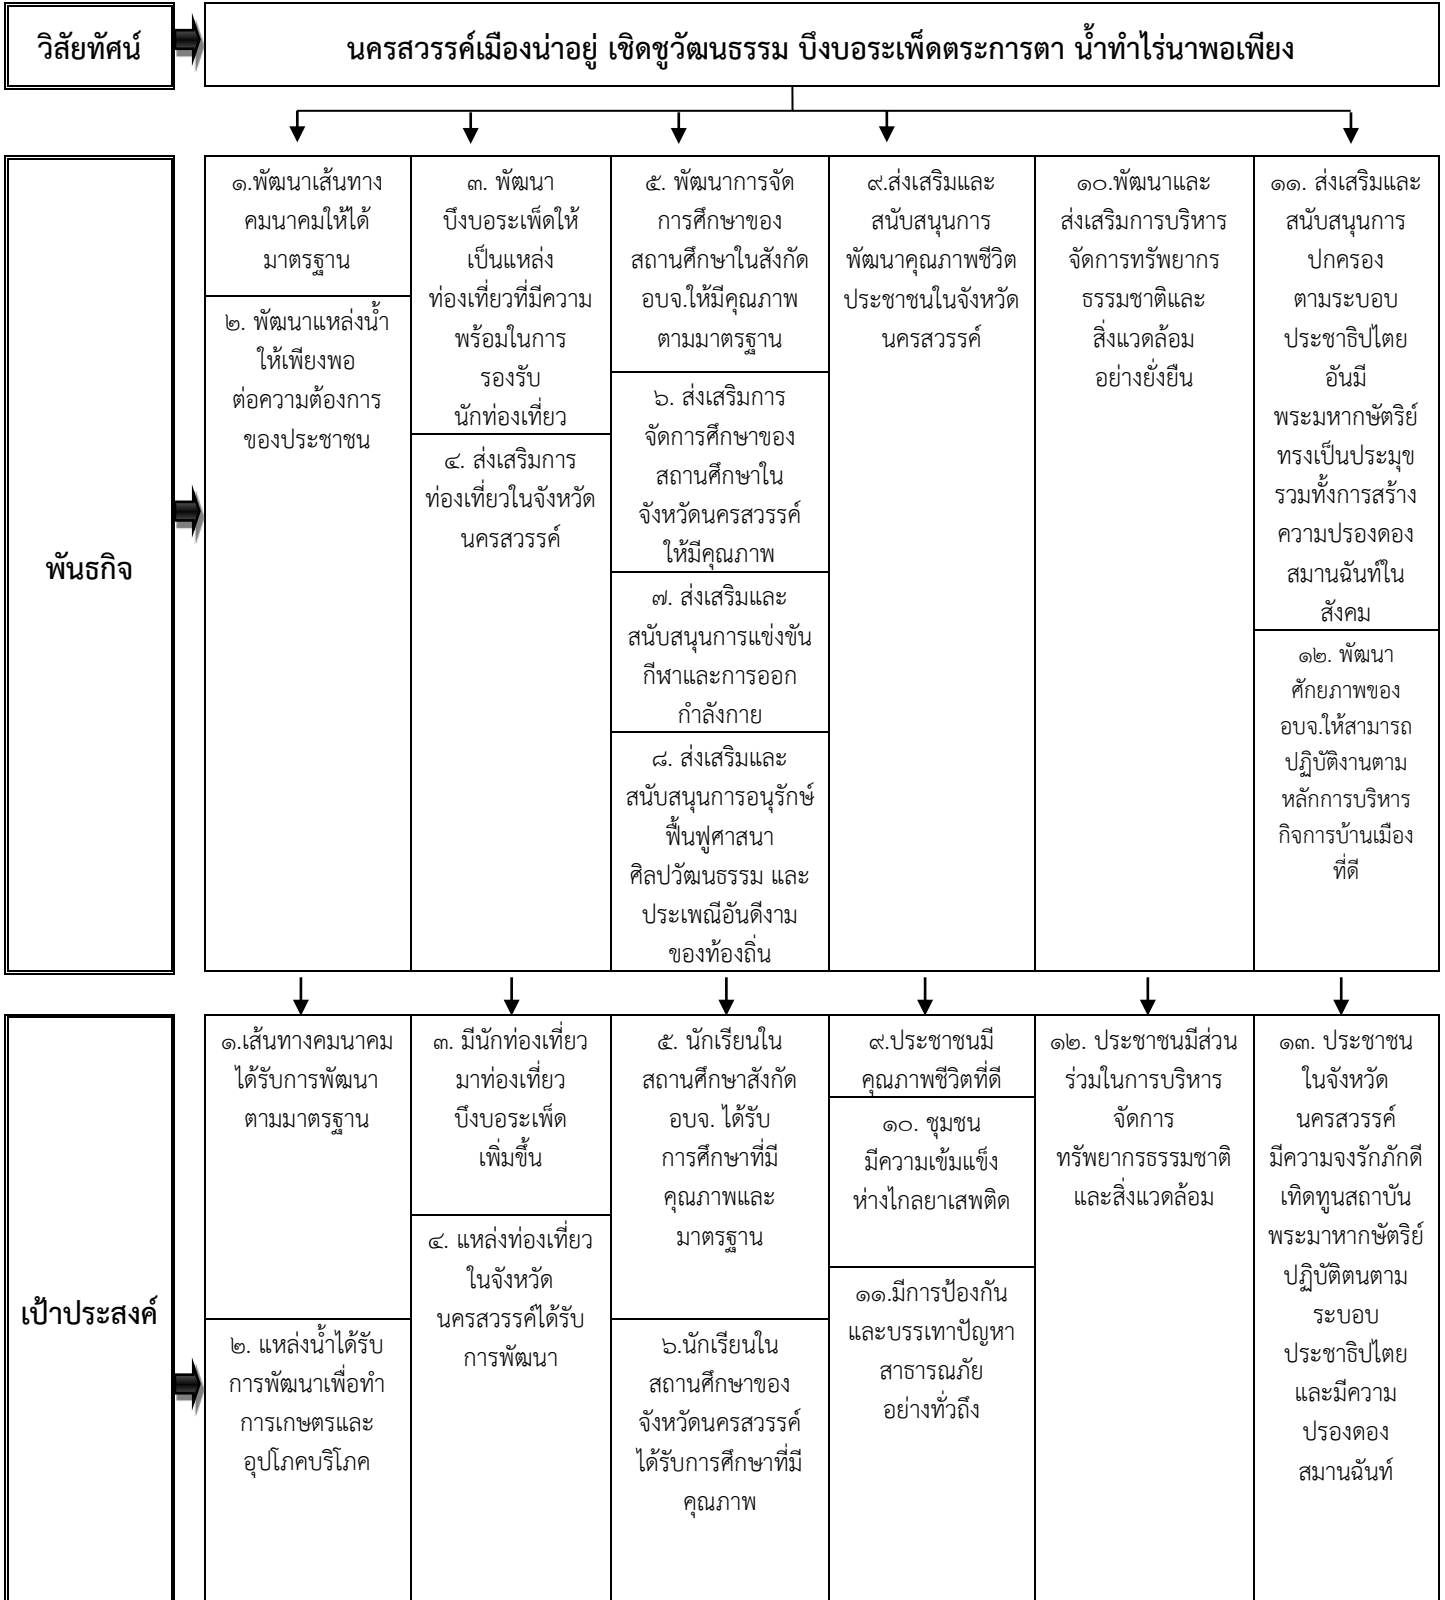 วิสัยทัศน์
นครสวรรค์เมืองน่าอยู่ เชิดชูวัฒนธรรม บึงบอระเพ็ดตระการตา น้ำทำไร่นาพอเพียง
พันธกิจ
๑.พัฒนาเส้นทาง
คมนาคมให้ได้
มาตรฐาน
๒. พัฒนาแหล่งน้ำ
ให้เพียงพอ
ต่อความต้องการ
ของประชาชน
๓. พัฒนา
บึงบอระเพ็ดให้
เป็นแหล่ง
ท่องเที่ยวที่มีความ
พร้อมในการ
รองรับ
นักท่องเที่ยว
๔. ส่งเสริมการ
ท่องเที่ยวในจังหวัด
นครสวรรค์
๕. พัฒนาการจัด
การศึกษาของ
สถานศึกษาในสังกัด
อบจ.ให้มีคุณภาพ
ตามมาตรฐาน
๖. ส่งเสริมการ
จัดการศึกษาของ
สถานศึกษาใน
จังหวัดนครสวรรค์
ให้มีคุณภาพ
๗. ส่งเสริมและ
สนับสนุนการแข่งขัน
กีฬาและการออก
กำลังกาย
๘. ส่งเสริมและ
สนับสนุนการอนุรักษ์
ฟื้นฟูศาสนา
ศิลปวัฒนธรรม และ
ประเพณีอันดีงาม
ของท้องถิ่น
๙.ส่งเสริมและ
สนับสนุนการ
พัฒนาคุณภาพชีวิต
ประชาชนในจังหวัด
นครสวรรค์
๑๐.พัฒนาและ
ส่งเสริมการบริหาร
จัดการทรัพยากร
ธรรมชาติและ
สิ่งแวดล้อม
อย่างยั่งยืน
๑๑. ส่งเสริมและ
สนับสนุนการ
ปกครอง
ตามระบอบ
ประชาธิปไตย
อันมี
พระมหากษัตริย์
ทรงเป็นประมุข
รวมทั้งการสร้าง
ความปรองดอง
สมานฉันท์ใน
สังคม
๑๒. พัฒนา
ศักยภาพของ
อบจ.ให้สามารถ
ปฏิบัติงานตาม
หลักการบริหาร
กิจการบ้านเมือง
ที่ดี
เป้าประสงค์
๑.เส้นทางคมนาคม
ได้รับการพัฒนา
ตามมาตรฐาน
๒. แหล่งน้ำได้รับ
การพัฒนาเพื่อทำ
การเกษตรและ
อุปโภคบริโภค
๓. มีนักท่องเที่ยว
มาท่องเที่ยว
บึงบอระเพ็ด
เพิ่มขึ้น
๔. แหล่งท่องเที่ยว
ในจังหวัด
นครสวรรค์ได้รับ
การพัฒนา
๕. นักเรียนใน
สถานศึกษาสังกัด
อบจ. ได้รับ
การศึกษาที่มี
คุณภาพและ
มาตรฐาน
๖.นักเรียนใน
สถานศึกษาของ
จังหวัดนครสวรรค์
ได้รับการศึกษาที่มี
คุณภาพ
๙.ประชาชนมี
คุณภาพชีวิตที่ดี
๑๐. ชุมชน
มีความเข้มแข็ง
ห่างไกลยาเสพติด
๑๑.มีการป้องกัน
และบรรเทาปัญหา
สาธารณภัย
อย่างทั่วถึง
๑๒. ประชาชนมีส่วน
ร่วมในการบริหาร
จัดการ
ทรัพยากรธรรมชาติ
และสิ่งแวดล้อม
๑๓. ประชาชน
ในจังหวัด
นครสวรรค์
มีความจงรักภักดี
เทิดทูนสถาบัน
พระมาหากษัตริย์
ปฏิบัติตนตาม
ระบอบ
ประชาธิปไตย
และมีความ
ปรองดอง
สมานฉันท์